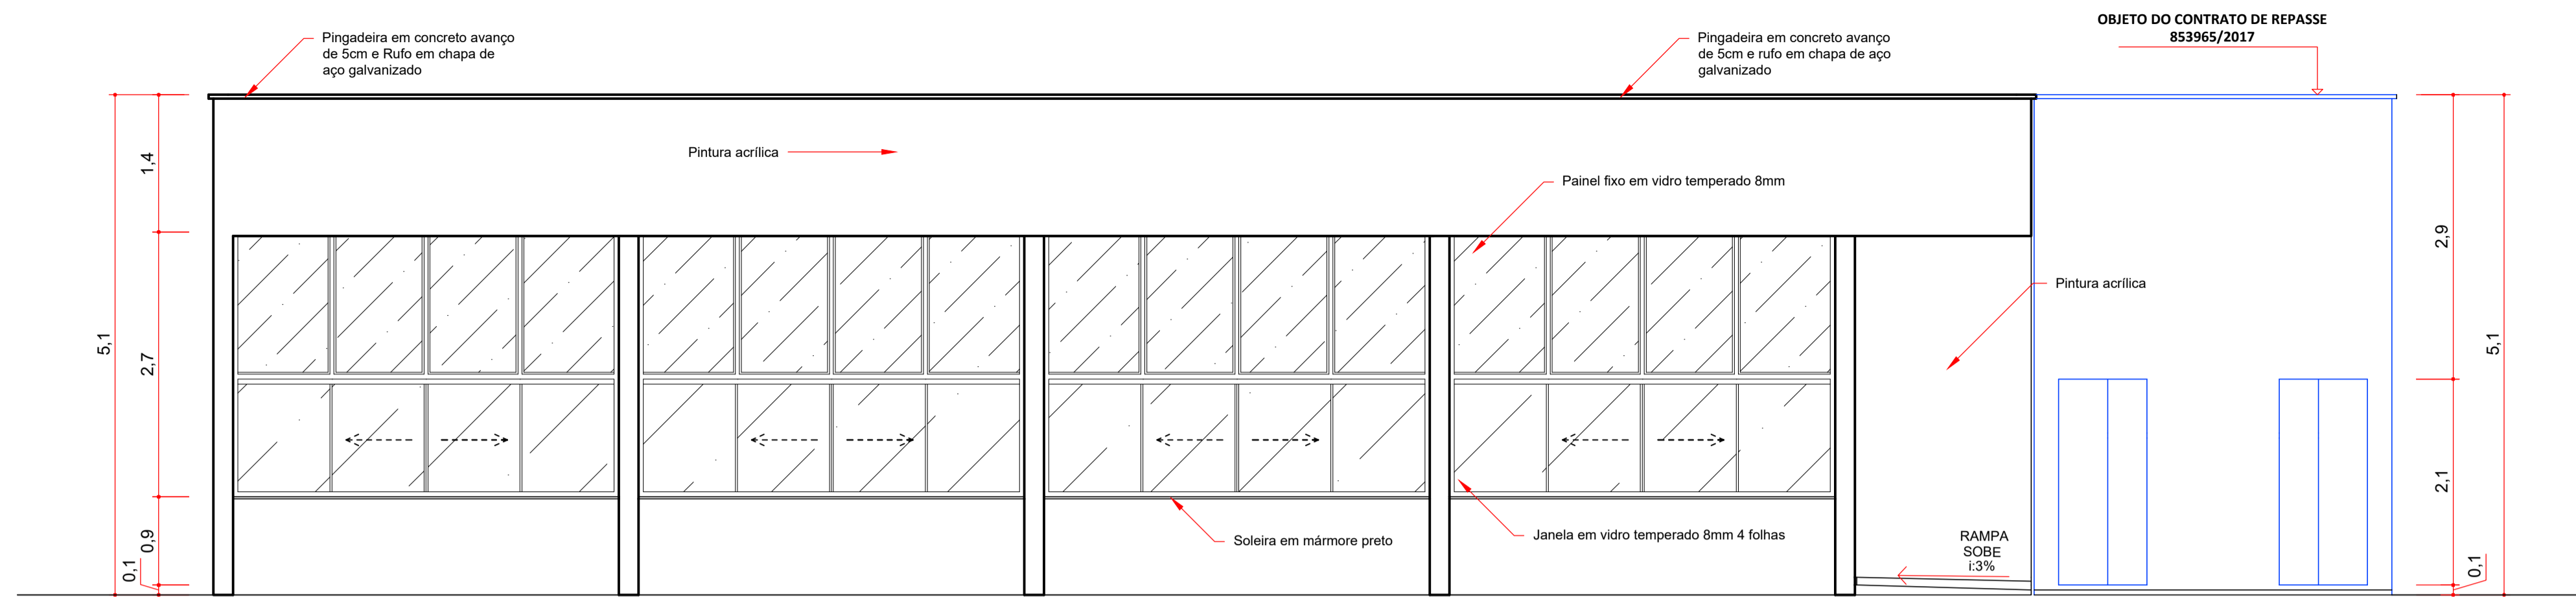 OBJETO DO CONTRATO DE REPASSE
853965/2017
Pingadeira em concreto avanço
de 5cm e Rufo em chapa de
aço galvanizado
Pingadeira em concreto avanço
de 5cm e rufo em chapa de aço
galvanizado
Pintura acrílica
Painel fixo em vidro temperado 8mm
Pintura acrílica
Soleira em mármore preto
Janela em vidro temperado 8mm 4 folhas
RAMPA
SOBE
i:3%
5,1
1,4
2,7
0,9
0,1
2,9
2,1
0,1
5,1